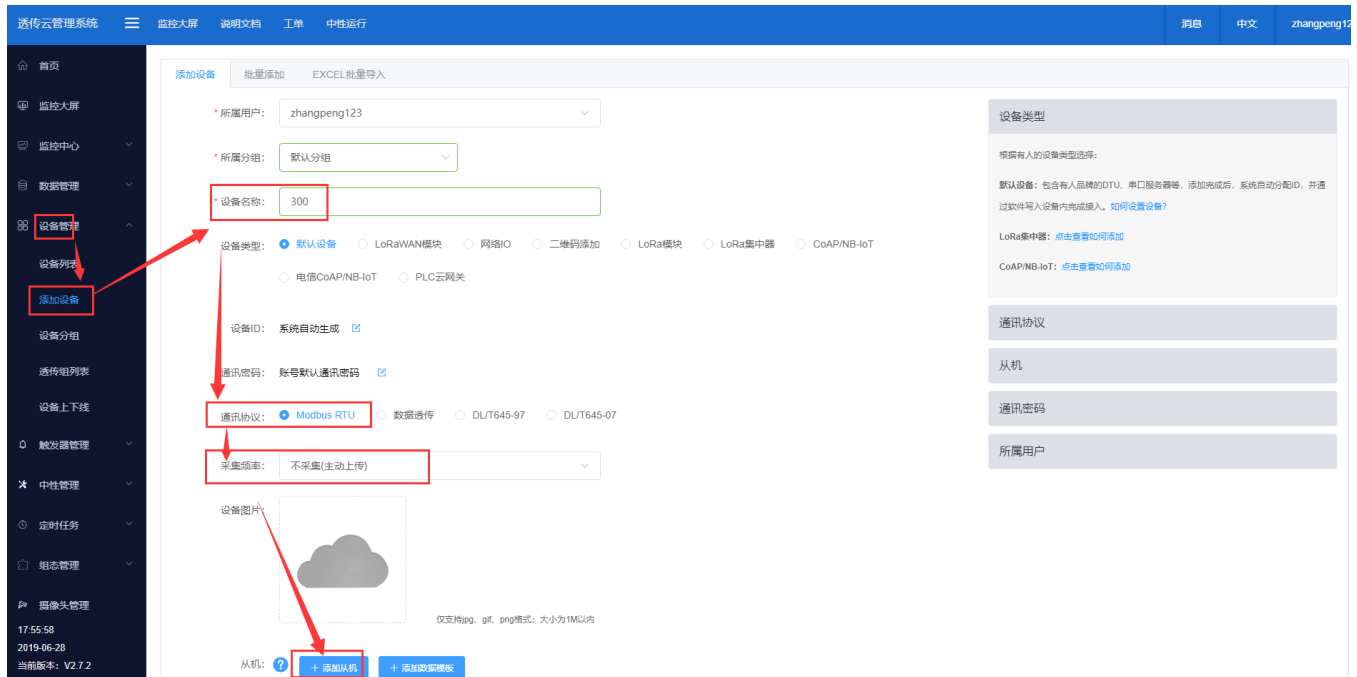 透传云管理系统 监控大屏 说明文档 工单 中性运行 消息 中文 zhangpeng12
首页
监控大屏
监控中心
数据管理
设备管理
设备列表
添加设备
设备分组
透传组列表
设备上下线
触发器管理
中性管理
定时任务
组态管理
摄像头管理
17:55:58
2019-06-28
当前版本: V2.7.2
添加设备 批量添加 EXCEL批量导入
* 所属用户: zhangpeng123
* 所属分组: 默认分组
* 设备名称: 300
设备类型: 默认设备 LoRaWAN模块 网络IO 二维码添加 LoRa模块 LoRa集中器 CoAP/NB-IoT
电信CoAP/NB-IoT PLC云网关
设备ID: 系统自动生成
通讯密码: 账号默认通讯密码
通讯协议: Modbus RTU 数据透传 DL/T645-97 DL/T645-07
采集频率: 不采集(主动上传)
设备图片:
仅支持jpg、gif、png格式; 大小为1M以内
从机: ? + 添加从机 + 添加数据模板
设备类型
根据有人的设备类型选择:
默认设备: 包含有人品牌的DTU、串口服务器等, 添加完成后, 系统自动分配ID, 并通
过软件写入设备内完成接入。如何设置设备?
LoRa集中器: 点击查看如何添加
CoAP/NB-IoT: 点击查看如何添加
通讯协议
从机
通讯密码
所属用户